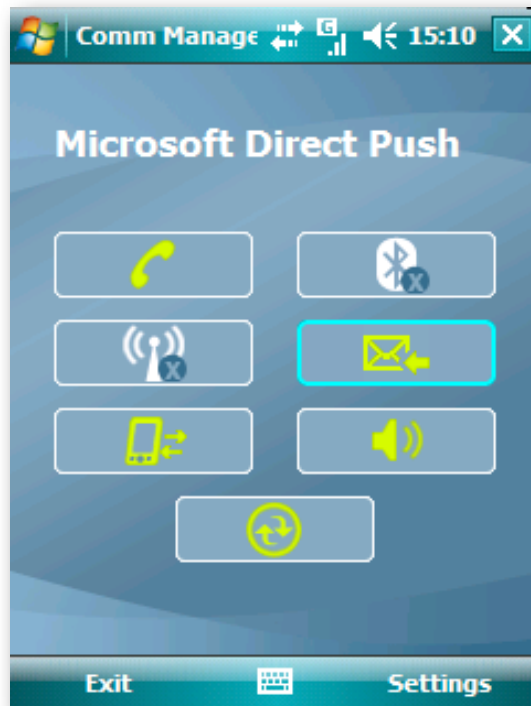 Comm Manage G 15:10
Microsoft Direct Push
x
x
Exit Settings